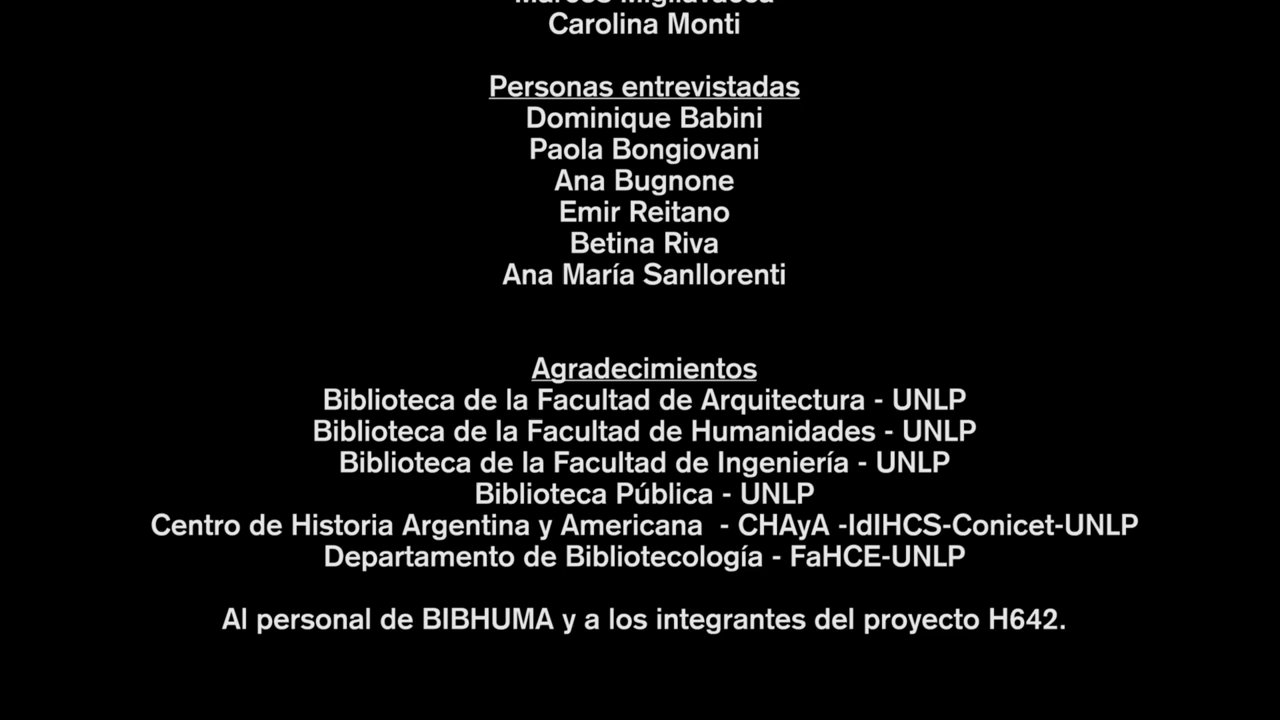 Carolina Monti
Personas entrevistadas
Dominique Babini
Paola Bongiovani
Ana Bugnone
Emir Reitano
Betina Riva
Ana María Sanllorenti
Agradecimientos
Biblioteca de la Facultad de Arquitectura - UNLP
Biblioteca de la Facultad de Humanidades - UNLP
Biblioteca de la Facultad de Ingeniería - UNLP
Biblioteca Pública - UNLP
Centro de Historia Argentina y Americana - CHAyA -IdIHCS-Conicet-UNLP
Departamento de Bibliotecología - FaHCE-UNLP
Al personal de BIBHUMA y a los integrantes del proyecto H642.